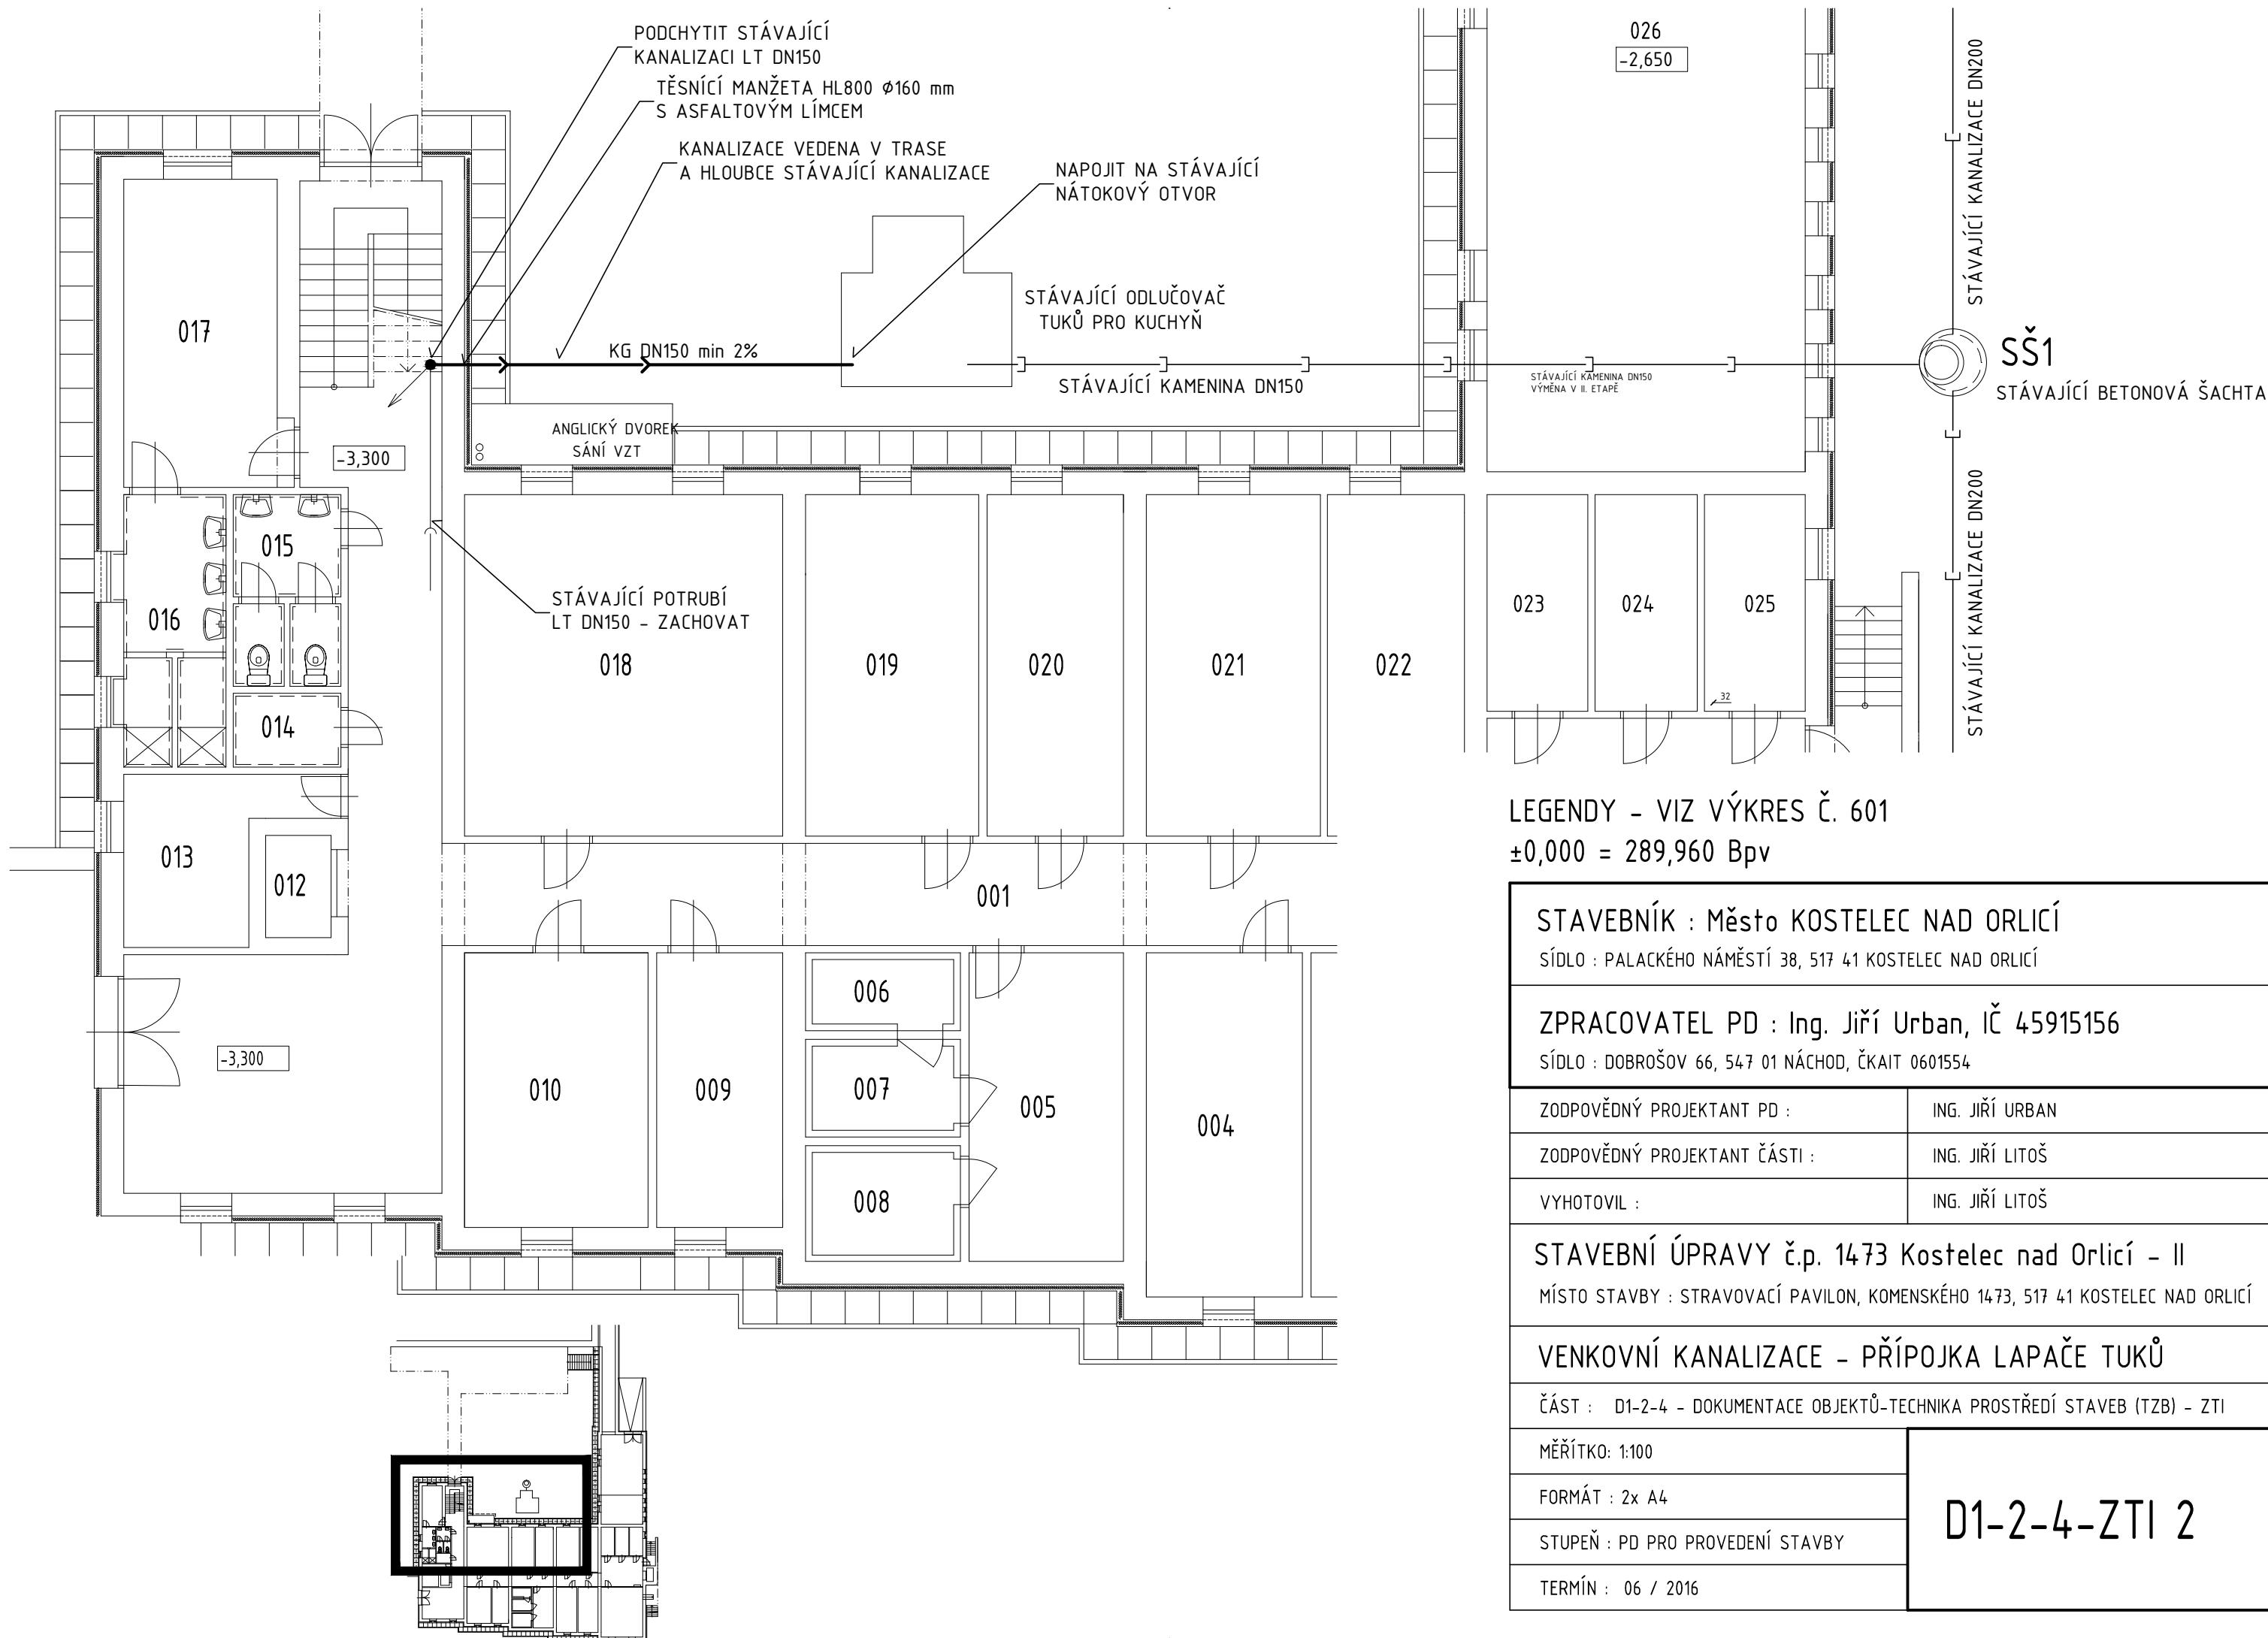 PODCHYTIT STÁVAJÍCÍ
KANALIZACI LT DN150
TĚSNÍCÍ MANŽETA HL800 Ø160 mm
S ASFALTOVÝM LÍMCEM
KANALIZACE VEDENA V TRASE
A HLOUBCE STÁVAJÍCÍ KANALIZACE
NAPOJIT NA STÁVAJÍCÍ
NÁTOKOVÝ OTVOR
026
-2,650
STÁVAJÍCÍ KANALIZACE DN200
017
STÁVAJÍCÍ ODLUČOVAČ
TUKŮ PRO KUCHYŇ
KG DN150 min 2%
STÁVAJÍCÍ KAMENINA DN150
STÁVAJÍCÍ KAMENINA DN150
VÝMĚNA V II. ETAPĚ
SŠ1
STÁVAJÍCÍ BETONOVÁ ŠACHTA
ANGLICKÝ DVOREK
SÁNÍ VZT
-3,300
STÁVAJÍCÍ KANALIZACE DN200
015
016
014
STÁVAJÍCÍ POTRUBÍ
LT DN150 - ZACHOVAT
018
019
020
021
022
023
024
025
32
013
012
001
-3,300
010
009
006
007
008
005
004
LEGENDY - VIZ VÝKRES Č. 601
±0,000 = 289,960 Bpv
STAVEBNÍK : Město KOSTELEC NAD ORLICÍ
SÍDLO : PALACKÉHO NÁMĚSTÍ 38, 517 41 KOSTELEC NAD ORLICÍ
ZPRACOVATEL PD : Ing. Jiří Urban, IČ 45915156
SÍDLO : DOBROŠOV 66, 547 01 NÁCHOD, ČKAIT 0601554
ZODPOVĚDNÝ PROJEKTANT PD : ING. JIŘÍ URBAN
ZODPOVĚDNÝ PROJEKTANT ČÁSTI : ING. JIŘÍ LITOŠ
VYHOTOVIL : ING. JIŘÍ LITOŠ
STAVEBNÍ ÚPRAVY č.p. 1473 Kostelec nad Orlicí - II
MÍSTO STAVBY : STRAVOVACÍ PAVILON, KOMENSKÉHO 1473, 517 41 KOSTELEC NAD ORLICÍ
VENKOVNÍ KANALIZACE - PŘÍPOJKA LAPAČE TUKŮ
ČÁST : D1-2-4 - DOKUMENTACE OBJEKTŮ-TECHNIKA PROSTŘEDÍ STAVEB (TZB) - ZTI
MĚŘÍTKO: 1:100
FORMÁT : 2x A4
STUPEŇ : PD PRO PROVEDENÍ STAVBY
TERMÍN : 06 / 2016
D1-2-4-ZTI 2